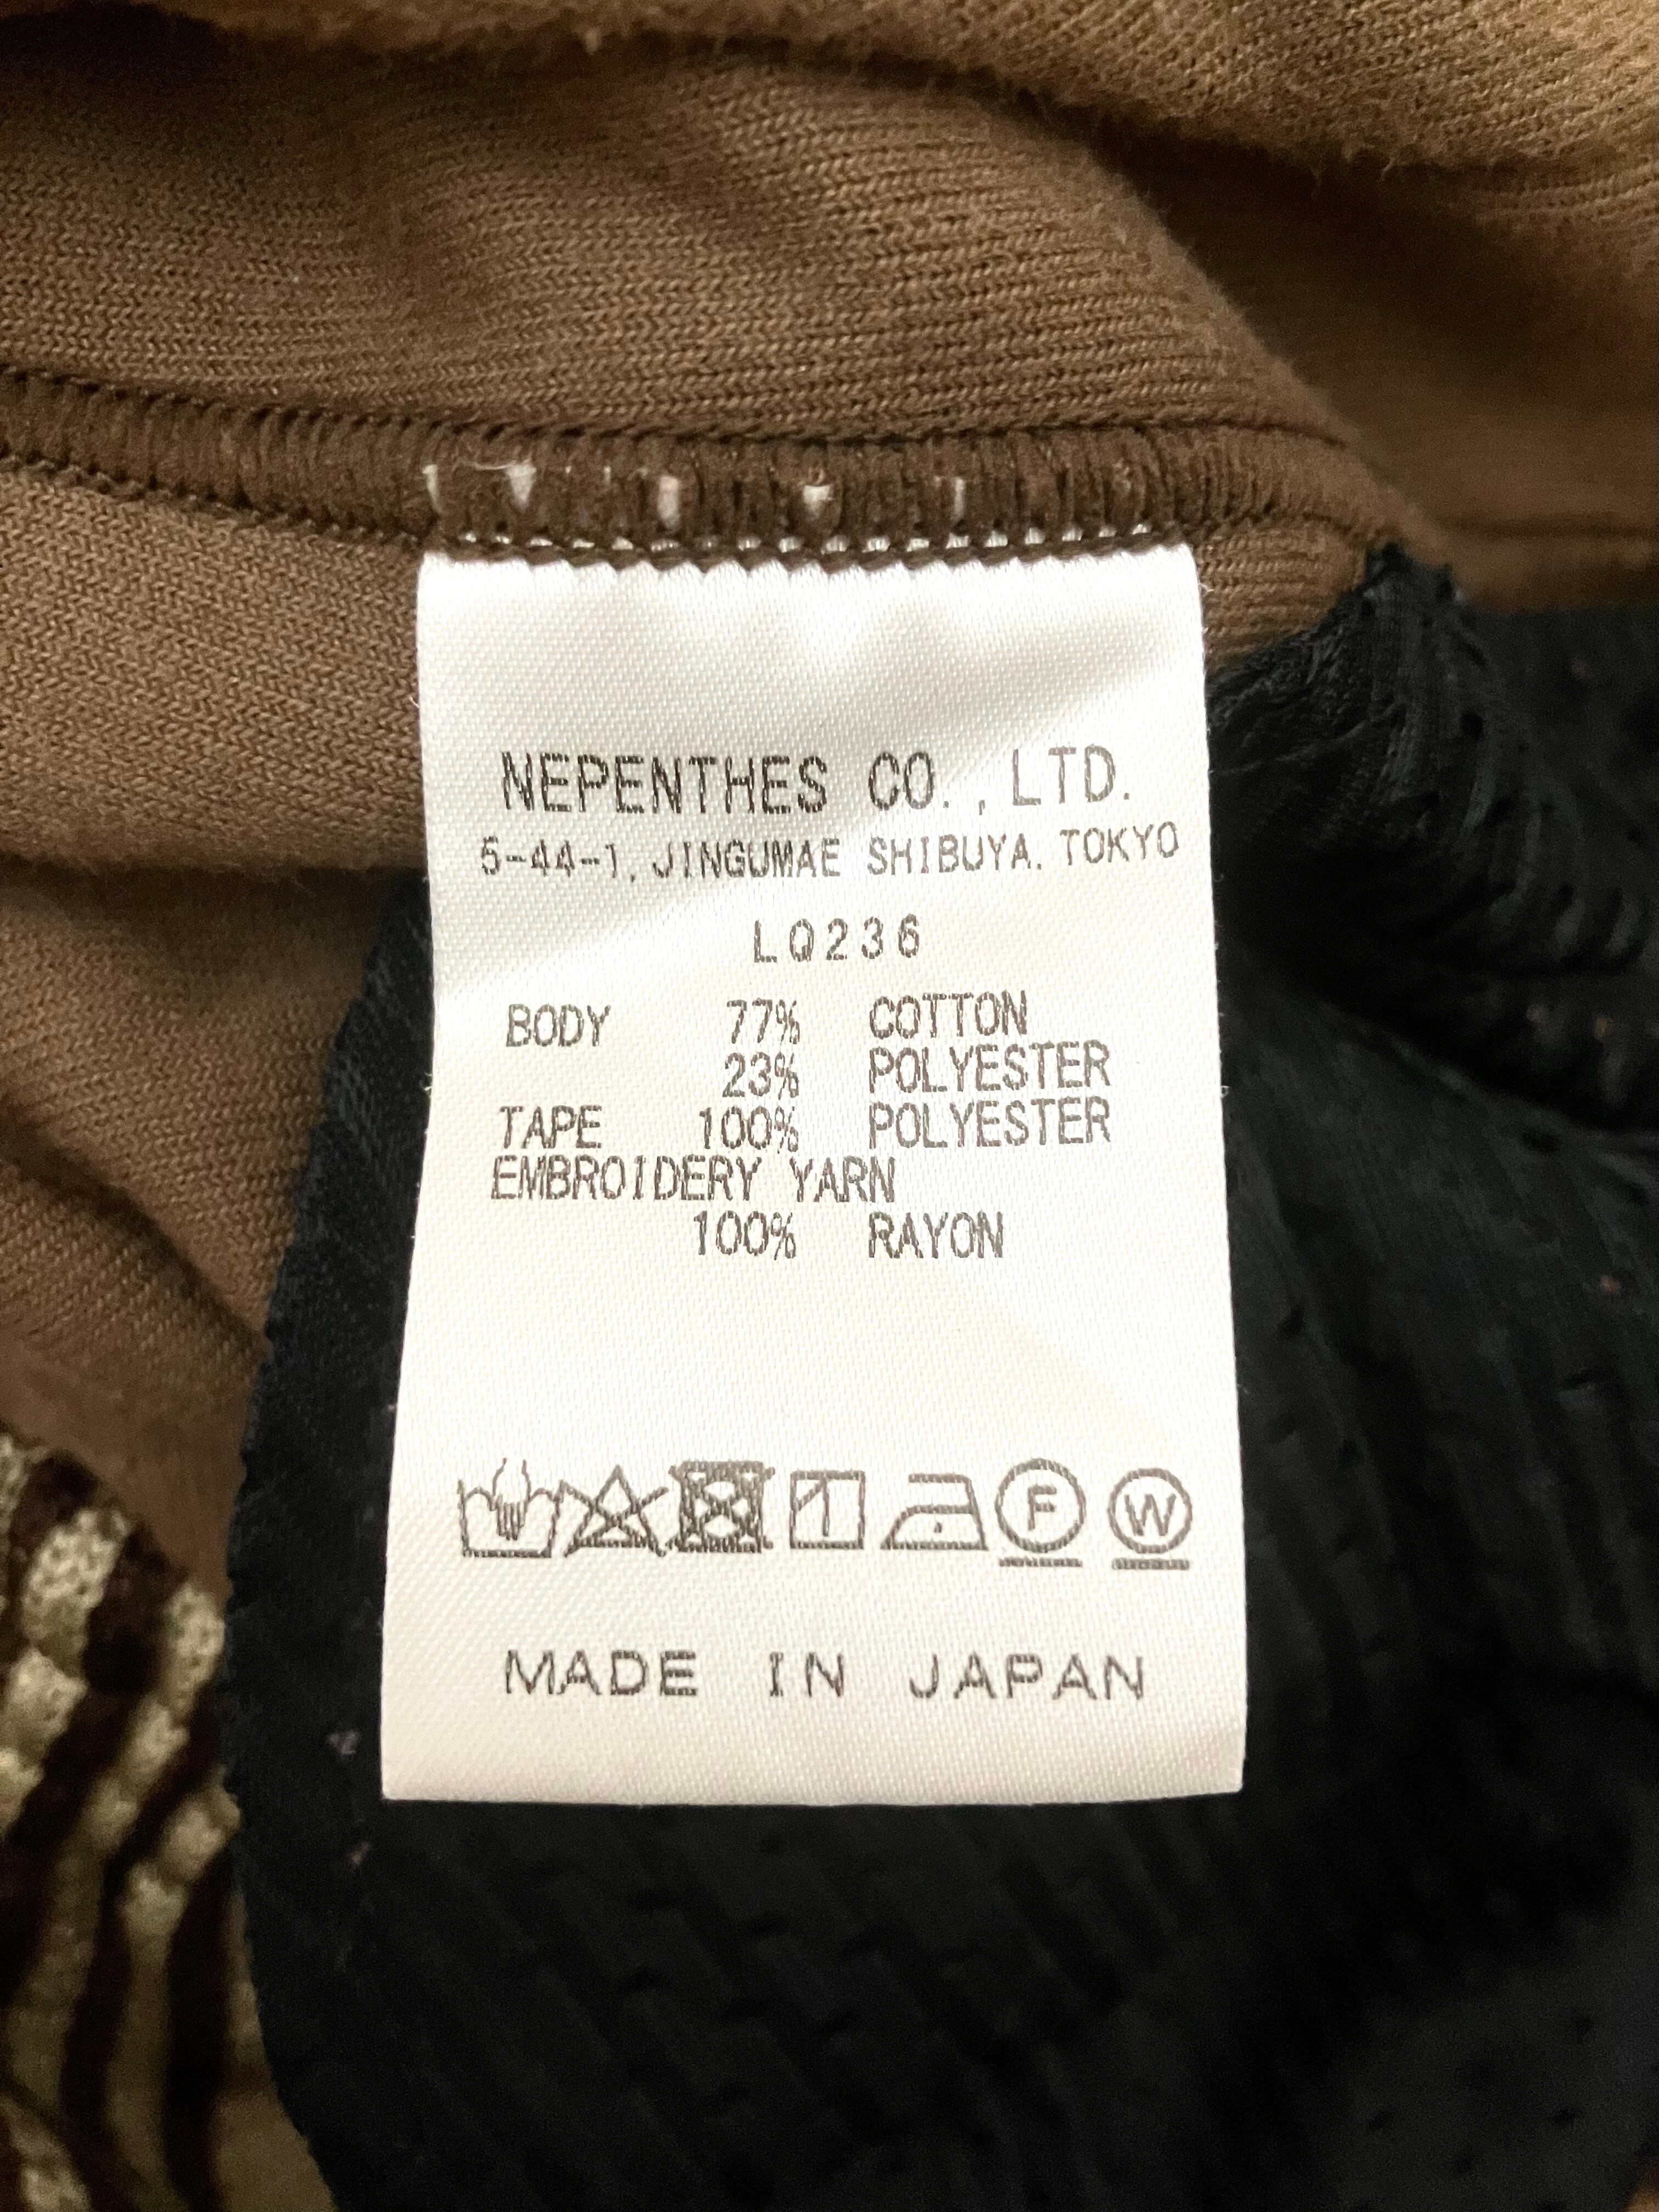 NEPENTHES CO., LTD.
5-44-1, JINGUMAE SHIBUYA. TOKYO
LQ236
BODY 77% COTTON
23% POLYESTER
TAPE 100% POLYESTER
EMBROIDERY YARN
100% RAYON
F W
MADE IN JAPAN